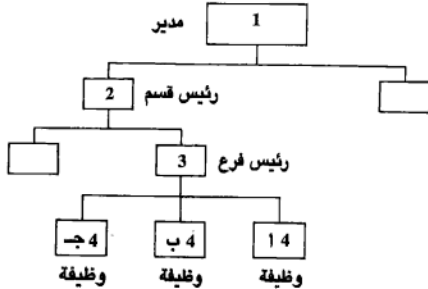 1 مدير
2 رئيس قسم
3 رئيس فرع
4 أ 4 ب 4 جـ
وظيفة وظيفة وظيفة